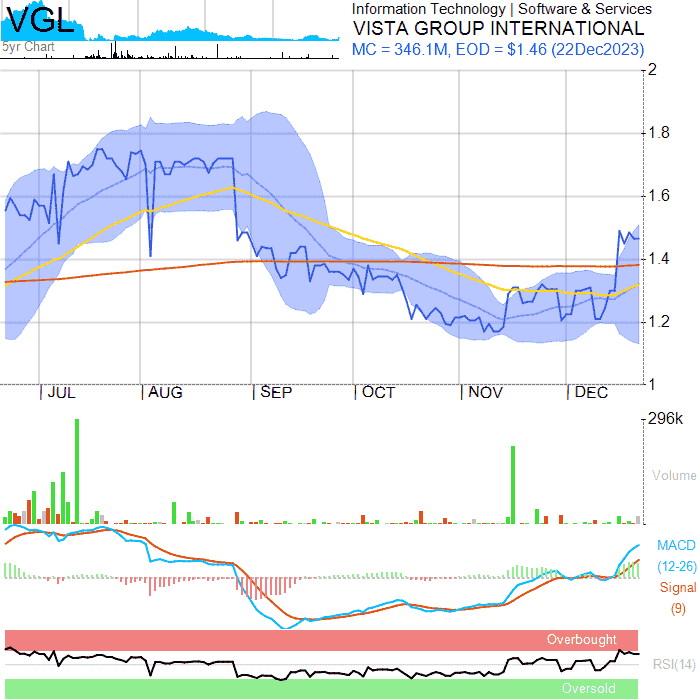 VGL
5yr Chart
Information Technology | Software & Services
VISTA GROUP INTERNATIONAL
MC = 346.1M, EOD = $1.46 (22Dec2023)
2
1.8
1.6
1.4
1.2
1
JUL
AUG
SEP
OCT
NOV
DEC
296k
Volume
MACD
(12-26)
Signal
(9)
Overbought
RSI(14)
Oversold